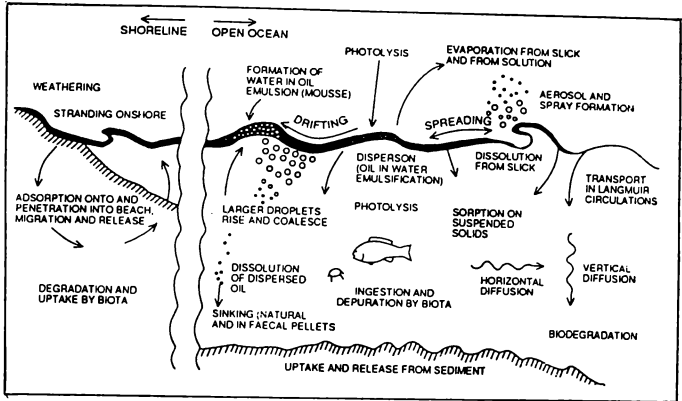 SHORELINE
OPEN OCEAN
PHOTOLYSIS
EVAPORATION FROM SLICK
AND FROM SOLUTION
WEATHERING
FORMATION OF
WATER IN OIL
EMULSION (MOUSSE)
AEROSOL AND
SPRAY FORMATION
STRANDING ONSHORE
DRIFTING
SPREADING
DISPERSON
(OIL IN WATER
EMULSIFICATION)
DISSOLUTION
FROM SLICK
TRANSPORT
IN LANGMUIR
CIRCULATIONS
ADSORPTION ONTO AND
PENETRATION INTO BEACH,
MIGRATION AND RELEASE
LARGER DROPLETS
RISE AND COALESCE
PHOTOLYSIS
SORPTION ON
SUSPENDED
SOLIDS
DISSOLUTION
OF DISPERSED
OIL
DEGRADATION AND
UPTAKE BY BIOTA
INGESTION AND
DEPURATION BY BIOTA
HORIZONTAL
DIFFUSION
VERTICAL
DIFFUSION
SINKING (NATURAL
AND IN FAECAL PELLETS
BIODEGRADATION
UPTAKE AND RELEASE FROM SEDIMENT